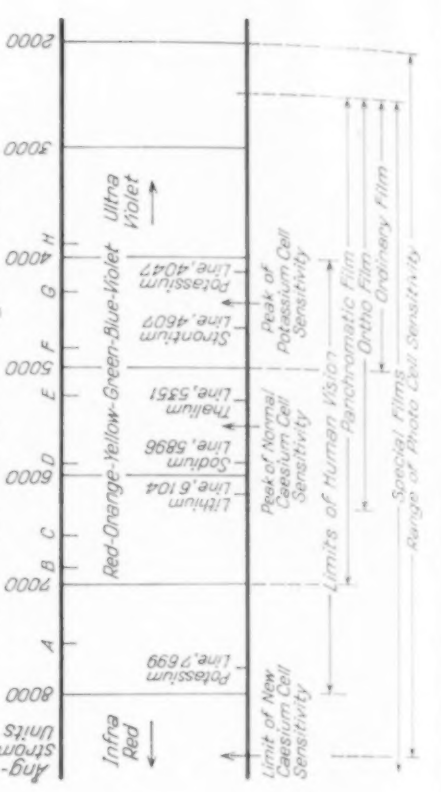 Ang-
strom
Units
8000
7000
6000
5000
4000
3000
2000
A
B
C
D
E
F
G
H
Infra
Red
Red-Orange-Yellow-Green-Blue-Violet
Ultra
Violet
Potassium
Line, 7699
Lithium
Line, 6104
Sodium
Line, 5896
Thalium
Line, 5351
Strontium
Line, 4607
Potassium
Line, 4047
Limit of New
Caesium Cell
Sensitivity
Peak of Normal
Caesium Cell
Sensitivity
Peak of
Potassium Cell
Sensitivity
Limits of Human Vision
Panchromatic Film
Ortho Film
Ordinary Film
Special Films
Range of Photo Cell Sensitivity